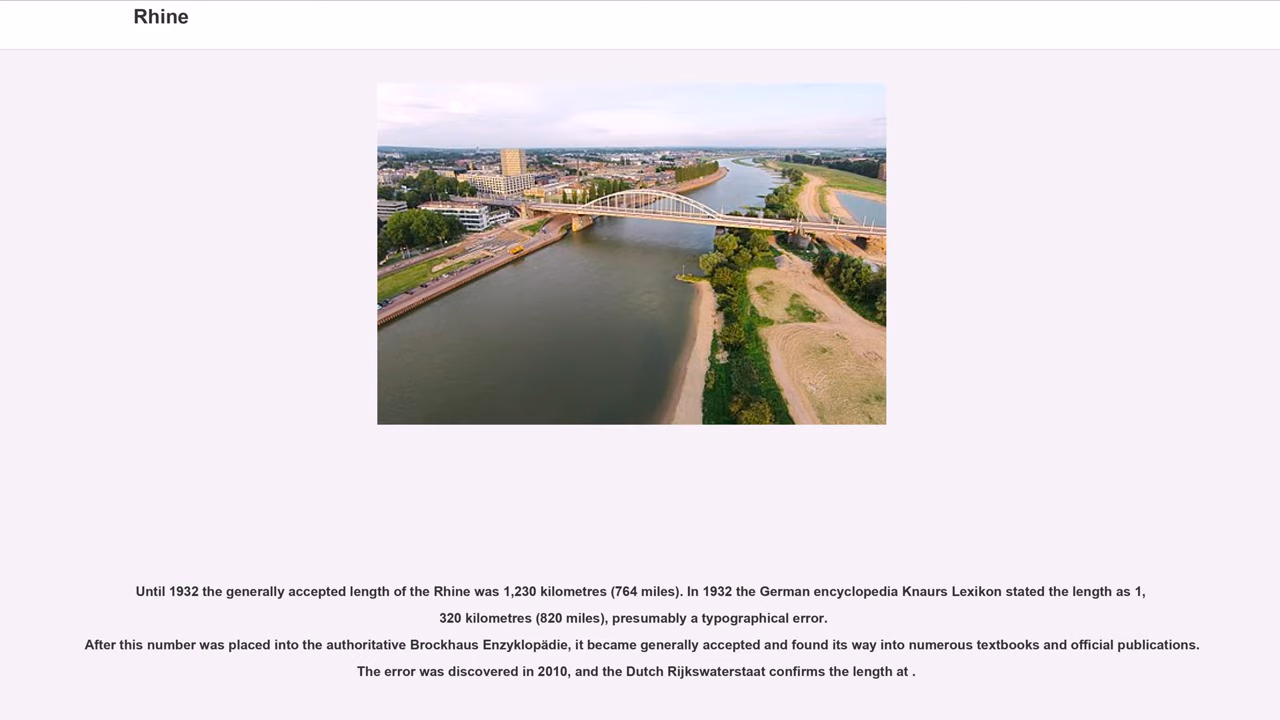 Rhine
Until 1932 the generally accepted length of the Rhine was 1,230 kilometres (764 miles). In 1932 the German encyclopedia Knaurs Lexikon stated the length as 1,
320 kilometres (820 miles), presumably a typographical error.
After this number was placed into the authoritative Brockhaus Enzyklopädie, it became generally accepted and found its way into numerous textbooks and official publications.
The error was discovered in 2010, and the Dutch Rijkswaterstaat confirms the length at .